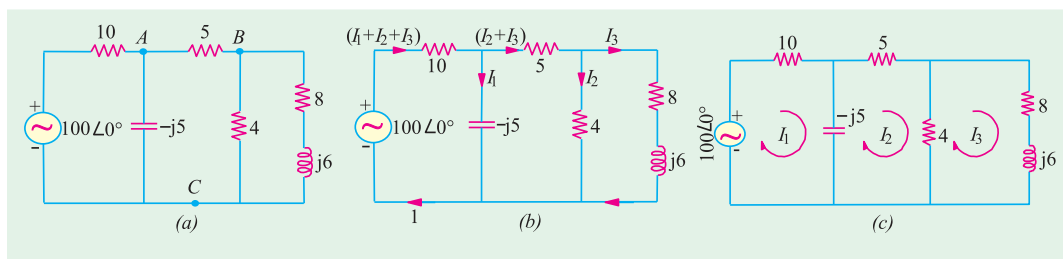 10 A 5 B
+
100∠0°
-
-j5
4
8
j6
C
(a)
(I1+I2+I3) (I2+I3) I3
10 5
I1 I2
+
100∠0°
-
-j5
4
8
j6
1
(b)
10 5
+
100∠0°
-
-j5
I1 I2 I3
4
8
j6
(c)